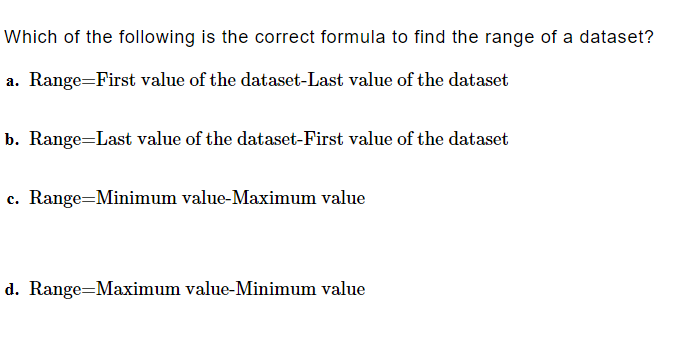 Which of the following is the correct formula to find the range of a dataset?
a. Range=First value of the dataset-Last value of the dataset
b. Range=Last value of the dataset-First value of the dataset
c. Range=Minimum value-Maximum value
d. Range=Maximum value-Minimum value